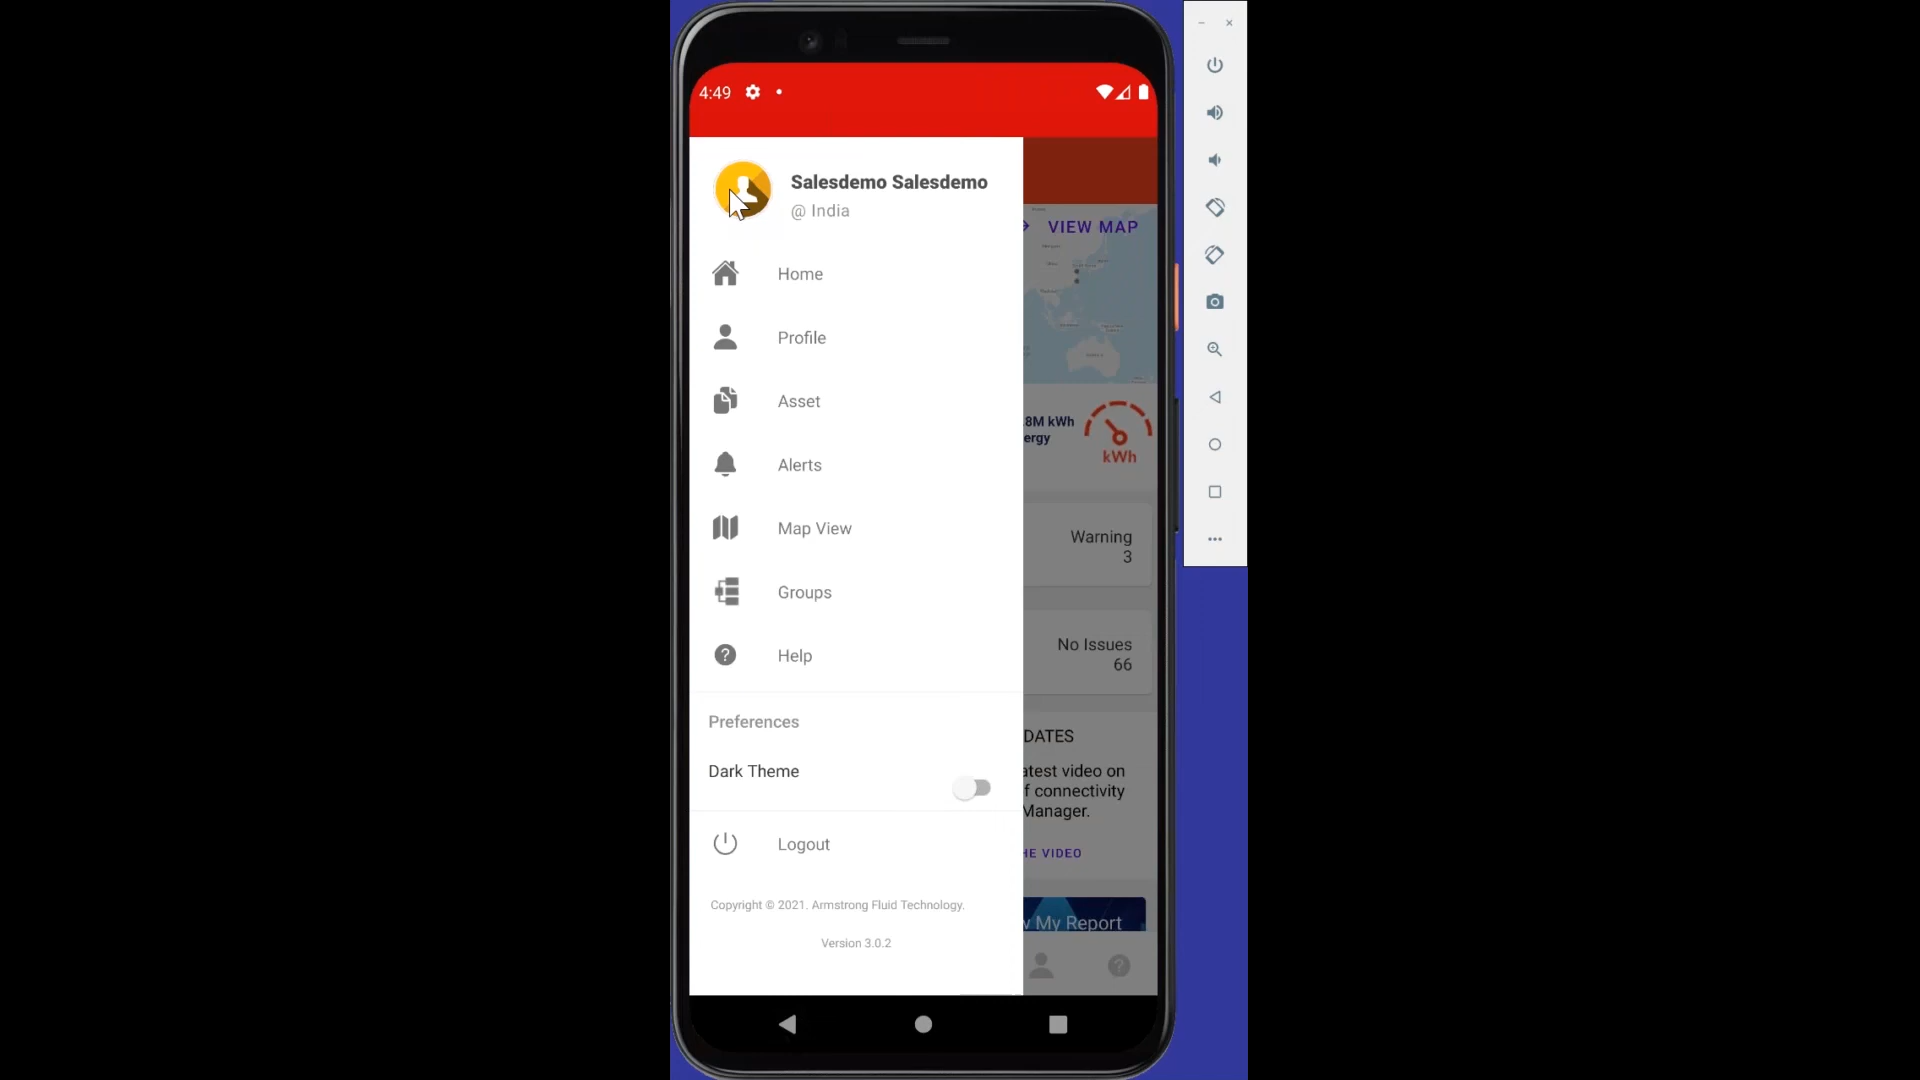 4:49
Salesdemo Salesdemo
@ India
Home
Profile
Asset
Alerts
Map View
Groups
Help
Preferences
Dark Theme
Logout
Copyright © 2021. Armstrong Fluid Technology.
Version 3.0.2
VIEW MAP
8M kWh
ergy
kWh
Warning
3
No Issues
66
DATES
atest video on
f connectivity
Manager.
HE VIDEO
My Report